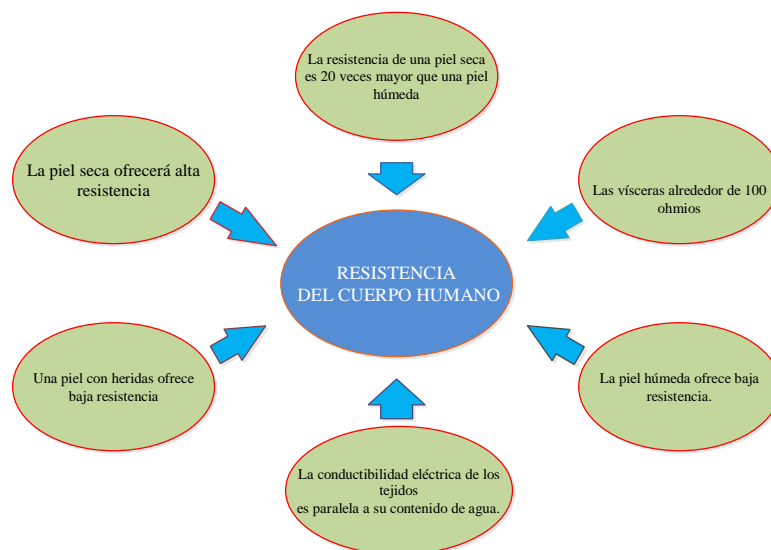 La resistencia de una piel seca
es 20 veces mayor que una piel
húmeda
La piel seca ofrecerá alta
resistencia
Las vísceras alrededor de 100
ohmios
RESISTENCIA
DEL CUERPO HUMANO
Una piel con heridas ofrece
baja resistencia
La piel húmeda ofrece baja
resistencia.
La conductibilidad eléctrica de los
tejidos
es paralela a su contenido de agua.